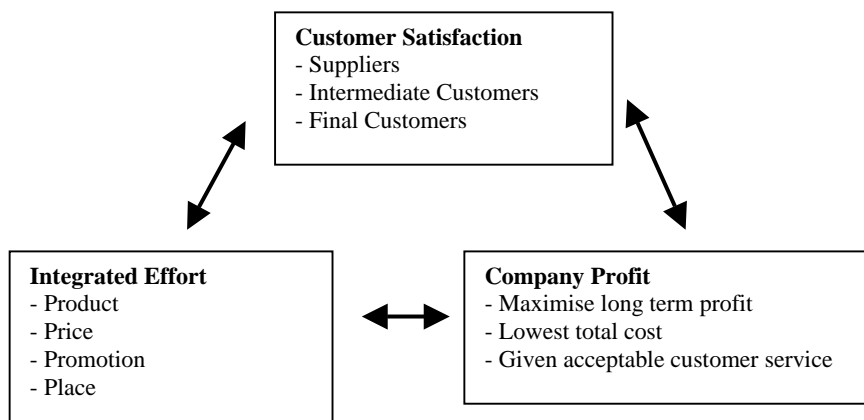 Customer Satisfaction
- Suppliers
- Intermediate Customers
- Final Customers
Integrated Effort
- Product
- Price
- Promotion
- Place
Company Profit
- Maximise long term profit
- Lowest total cost
- Given acceptable customer service